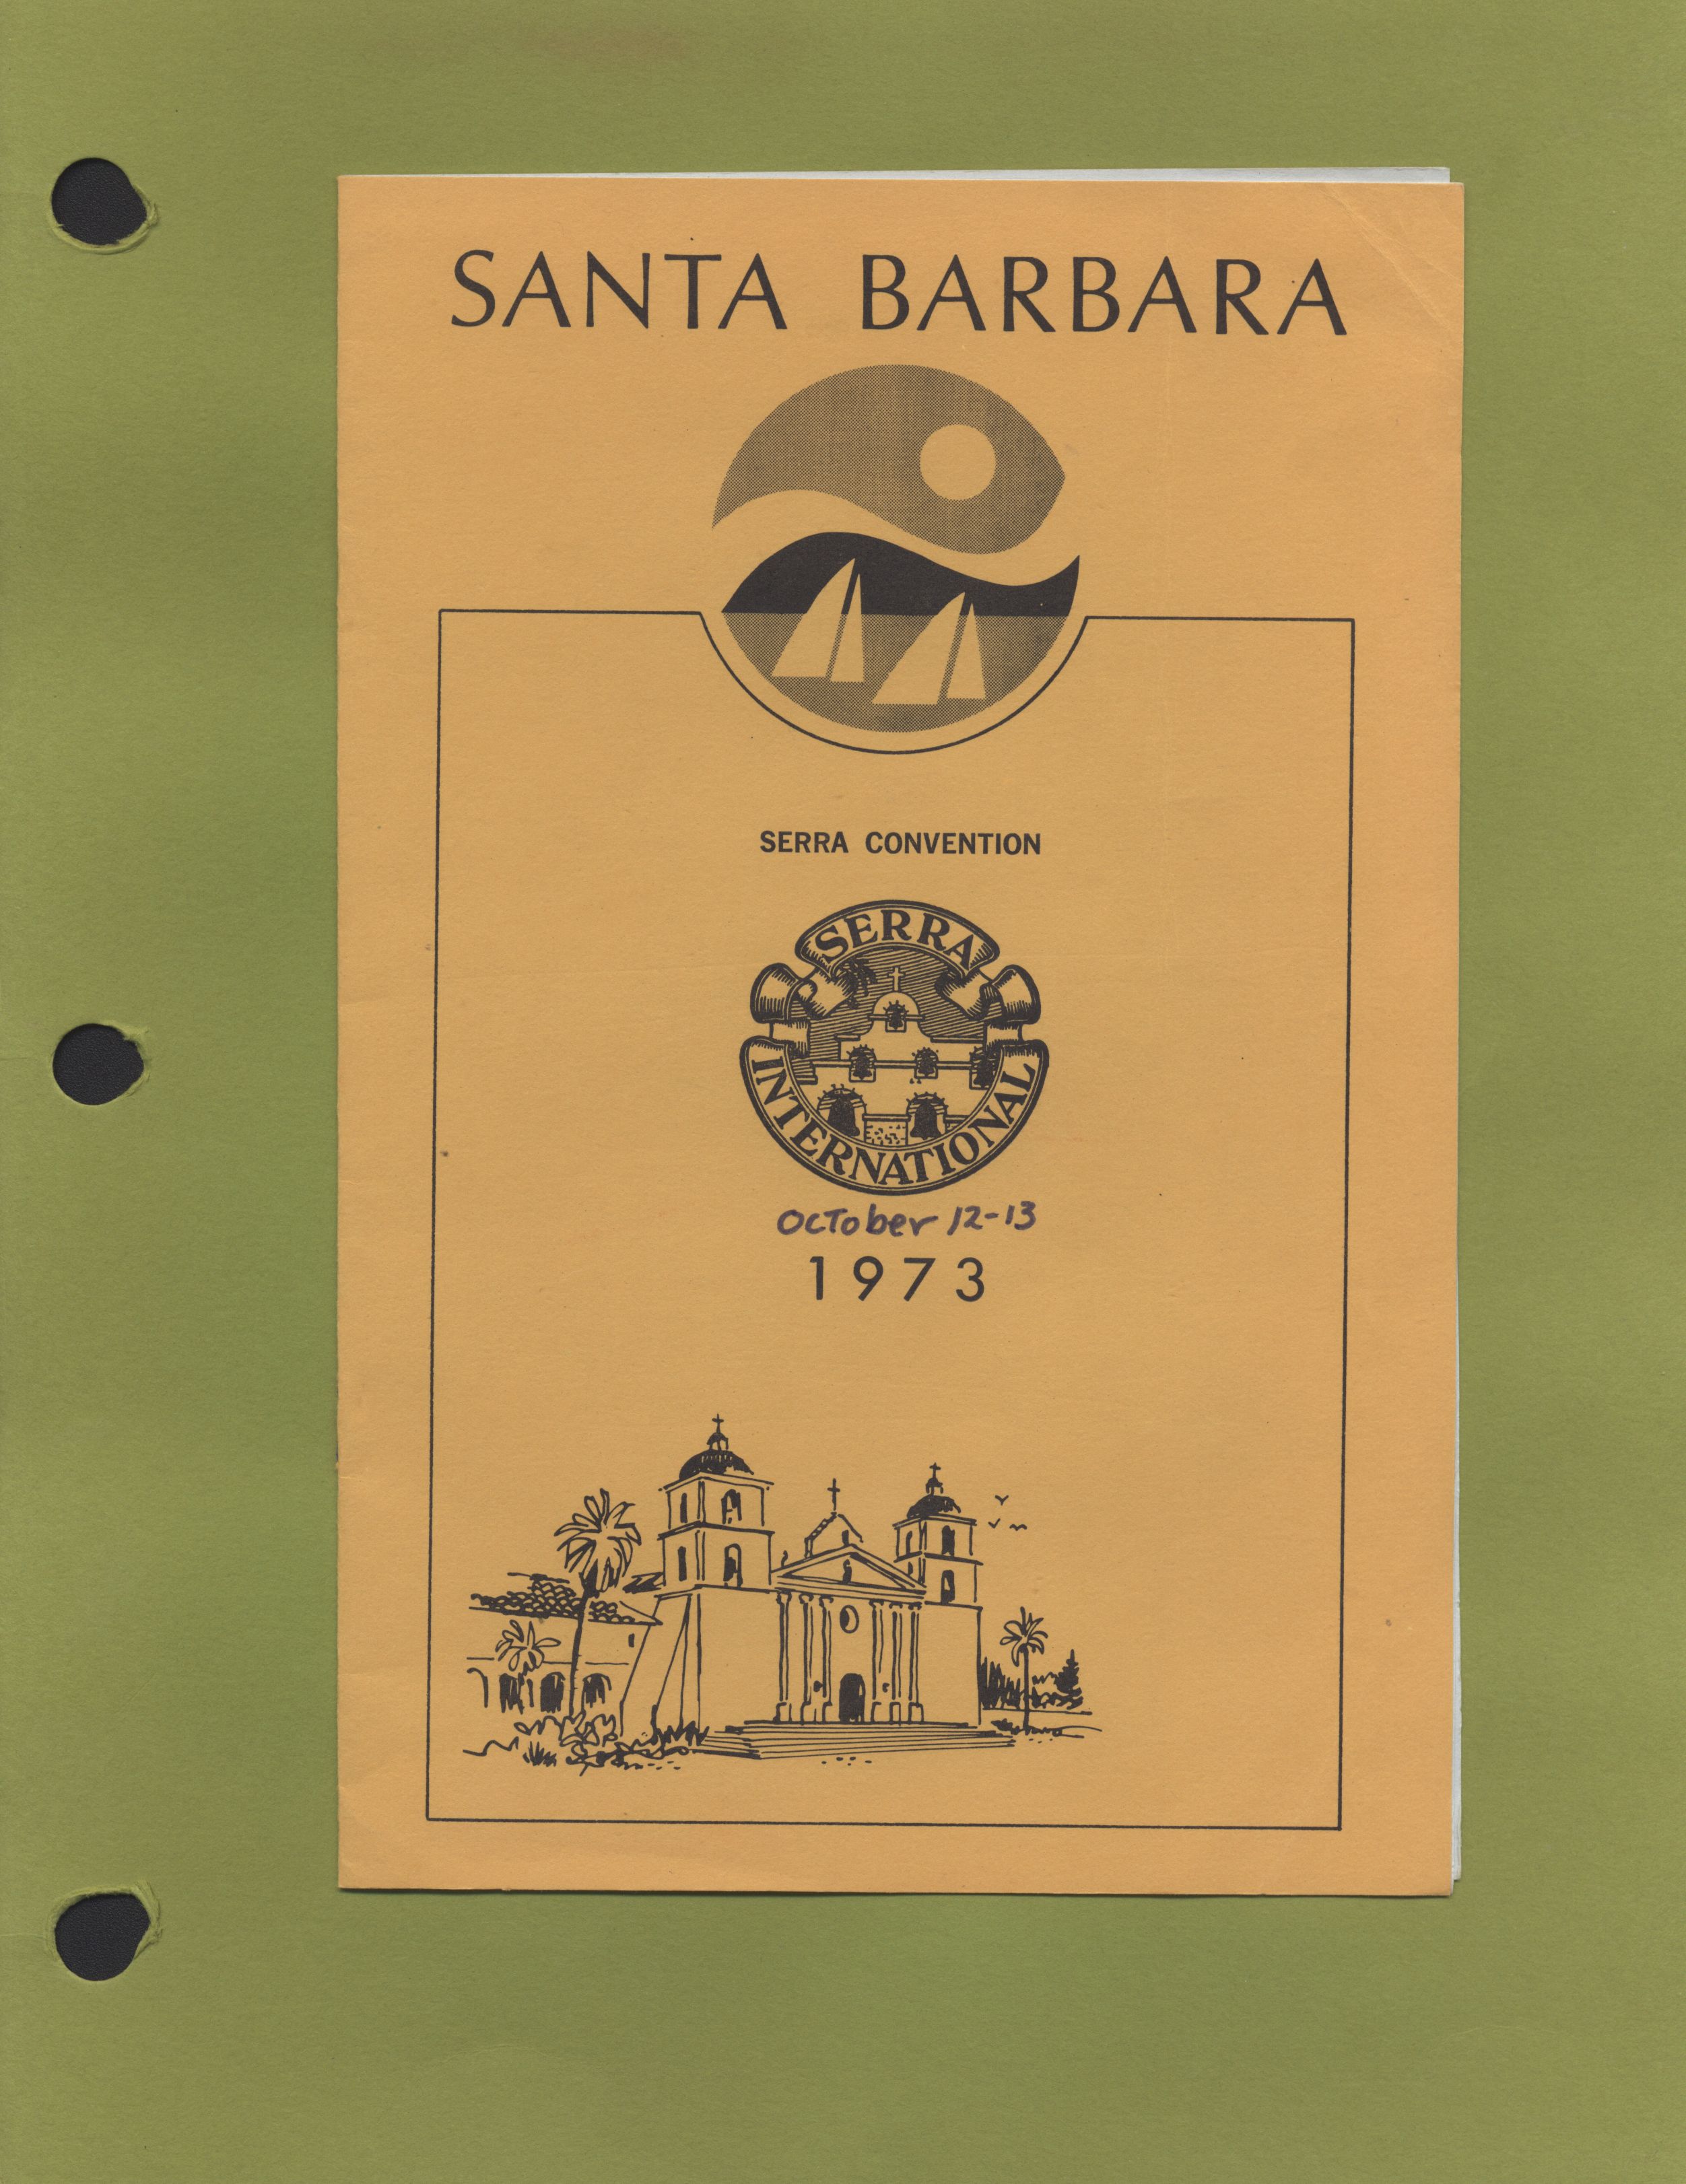 SANTA BARBARA
SERRA CONVENTION
SERRA
INTERNATIONAL
October 12-13
1973